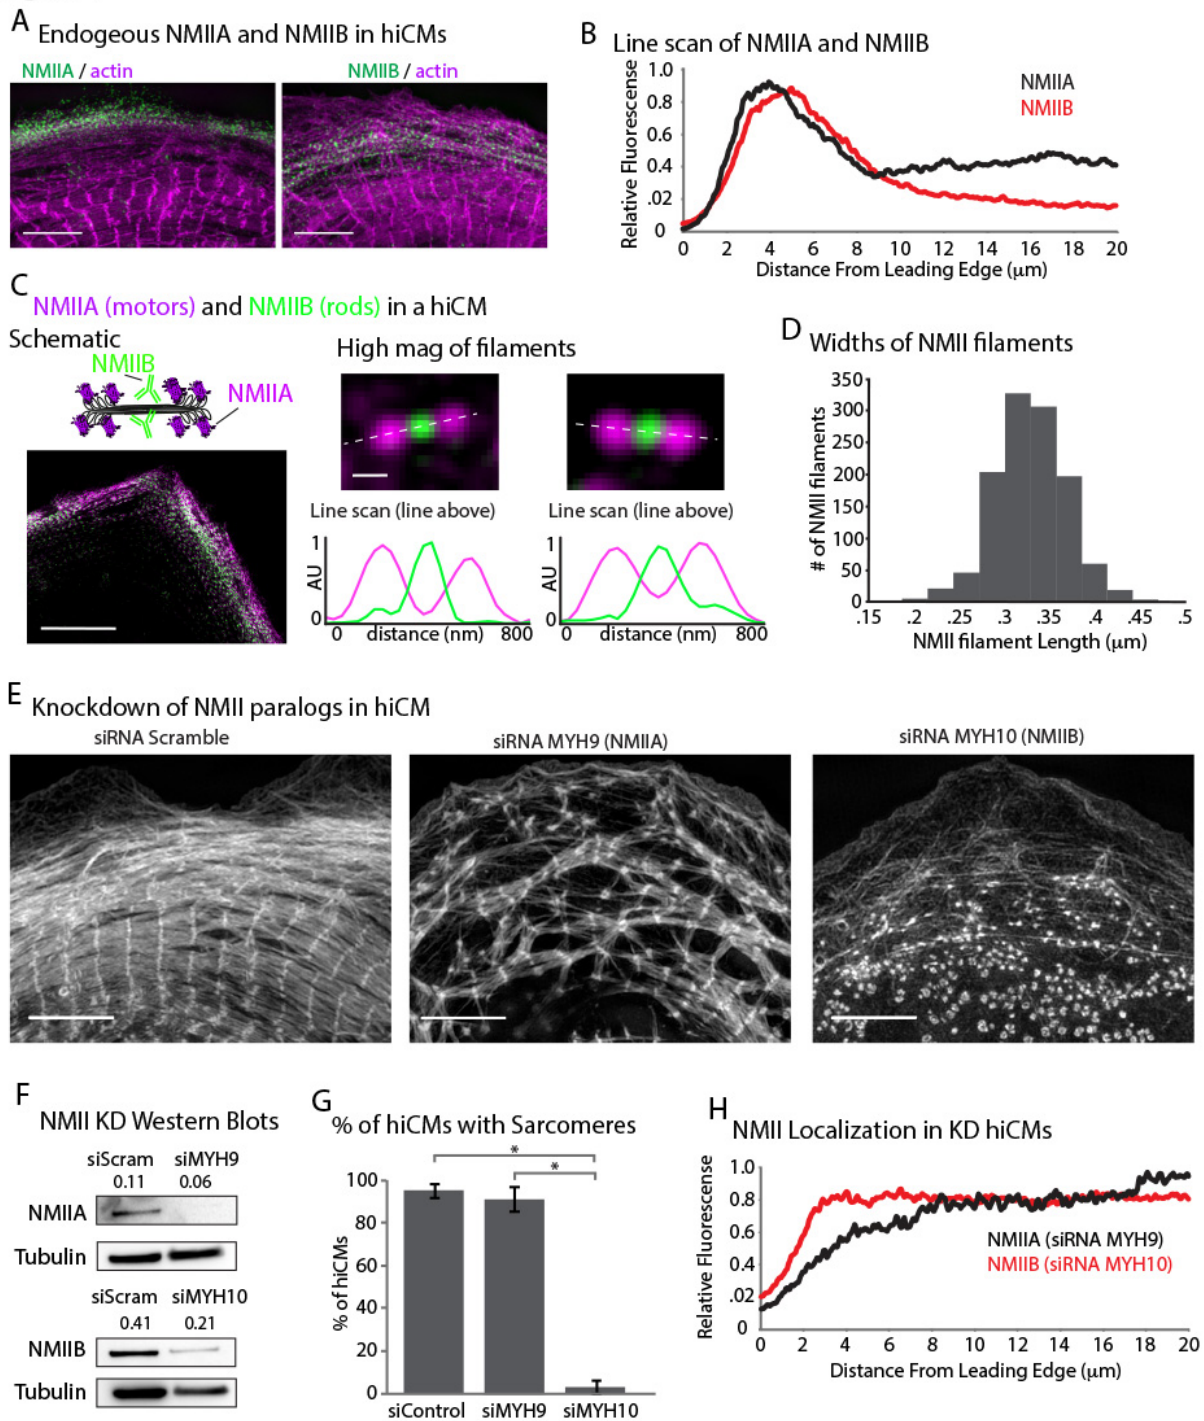 A Endogeous NMIIA and NMIIB in hiCMs
NMIIA / actin
NMIIB / actin
B Line scan of NMIIA and NMIIB
Relative Fluorescence
1.0
0.8
0.6
0.4
.02
0
NMIIA
NMIIB
0 2 4 6 8 10 12 14 16 18 20
Distance From Leading Edge (μm)
C NMIIA (motors) and NMIIB (rods) in a hiCM
Schematic
NMIIB
NMIIA
High mag of filaments
Line scan (line above)
AU
1
0
0 distance (nm) 800
Line scan (line above)
AU
1
0
0 distance (nm) 800
D Widths of NMII filaments
# of NMII filaments
350
300
250
200
150
100
50
0
.15 .2 .25 .3 .35 .4 .45 .5
NMII filament Length (μm)
E Knockdown of NMII paralogs in hiCM
siRNA Scramble
siRNA MYH9 (NMIIA)
siRNA MYH10 (NMIIB)
F NMII KD Western Blots
siScram siMYH9
0.11 0.06
NMIIA
Tubulin
siScram siMYH10
0.41 0.21
NMIIB
Tubulin
G % of hiCMs with Sarcomeres
*
*
% of hiCMs
100
80
60
40
20
0
siControl siMYH9 siMYH10
H NMII Localization in KD hiCMs
Relative Fluorescence
1.0
0.8
0.6
0.4
.02
0
NMIIA (siRNA MYH9)
NMIIB (siRNA MYH10)
0 2 4 6 8 10 12 14 16 18 20
Distance From Leading Edge (μm)